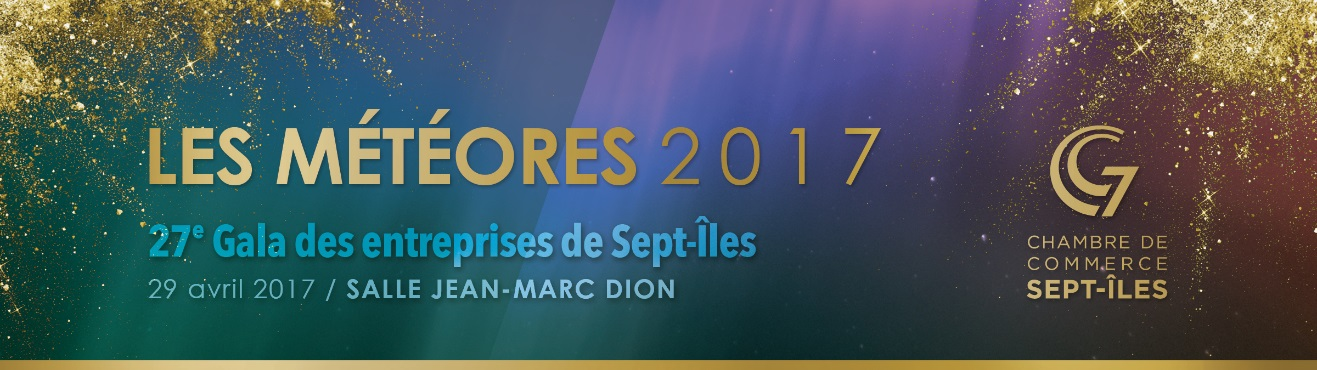 LES MÉTÉORES 2017
27e Gala des entreprises de Sept-Îles
29 avril 2017 / SALLE JEAN-MARC DION
CHAMBRE DE
COMMERCE
SEPT-ÎLES